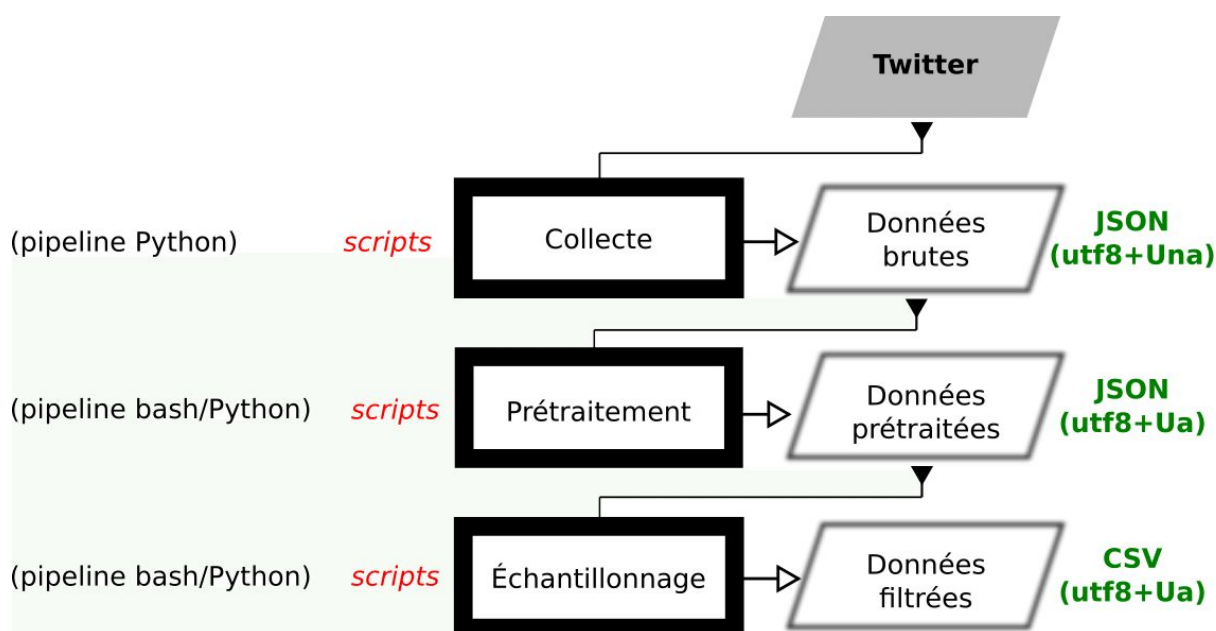 Twitter
(pipeline Python) scripts Collecte Données brutes JSON (utf8+Una)
(pipeline bash/Python) scripts Prétraitement Données prétraitées JSON (utf8+Ua)
(pipeline bash/Python) scripts Échantillonnage Données filtrées CSV (utf8+Ua)